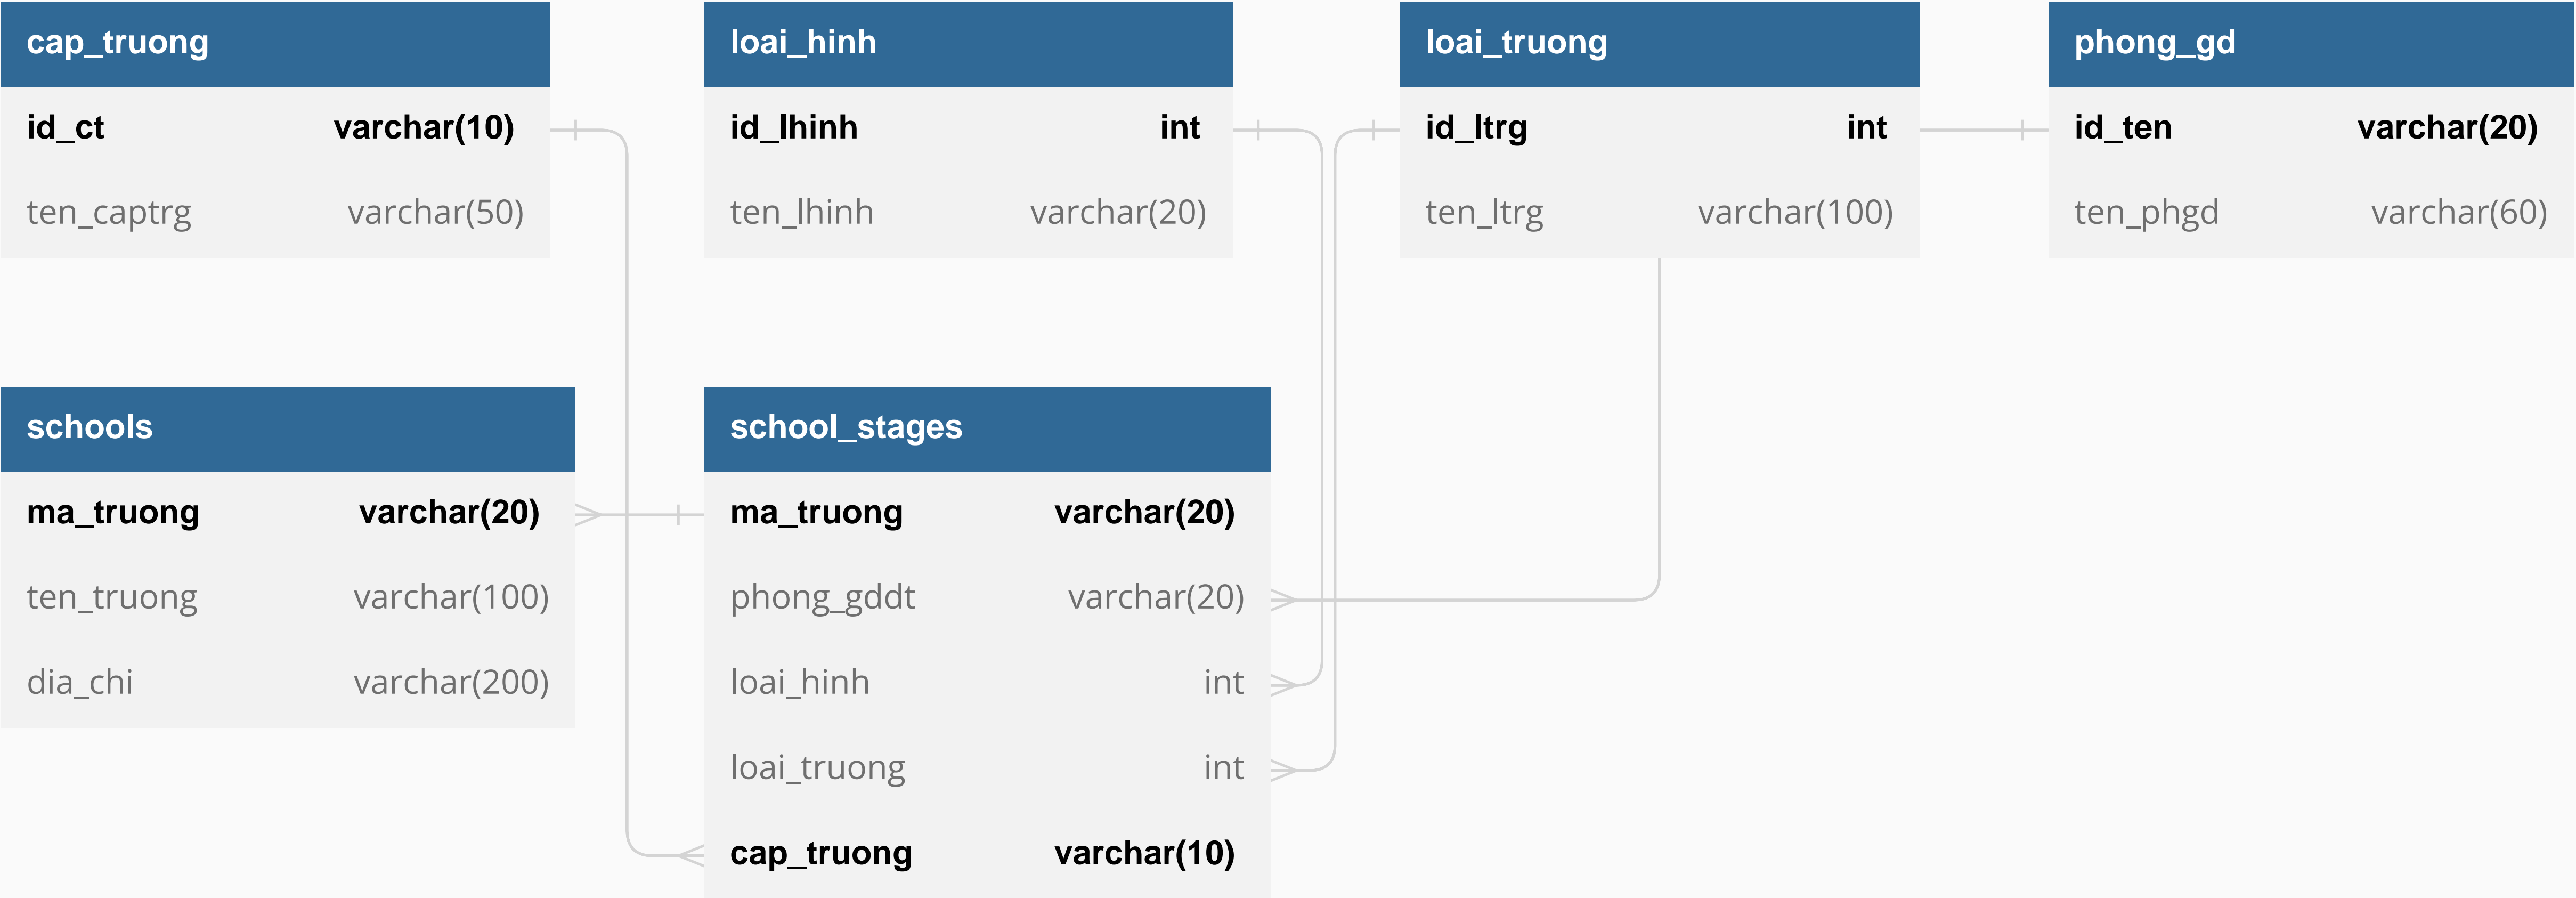 cap_truong
id_ct varchar(10)
ten_captrg varchar(50)
loai_hinh
id_lhinh int
ten_lhinh varchar(20)
loai_truong
id_ltrg int
ten_ltrg varchar(100)
phong_gd
id_ten varchar(20)
ten_phgd varchar(60)
schools
ma_truong varchar(20)
ten_truong varchar(100)
dia_chi varchar(200)
school_stages
ma_truong varchar(20)
phong_gddt varchar(20)
loai_hinh int
loai_truong int
cap_truong varchar(10)